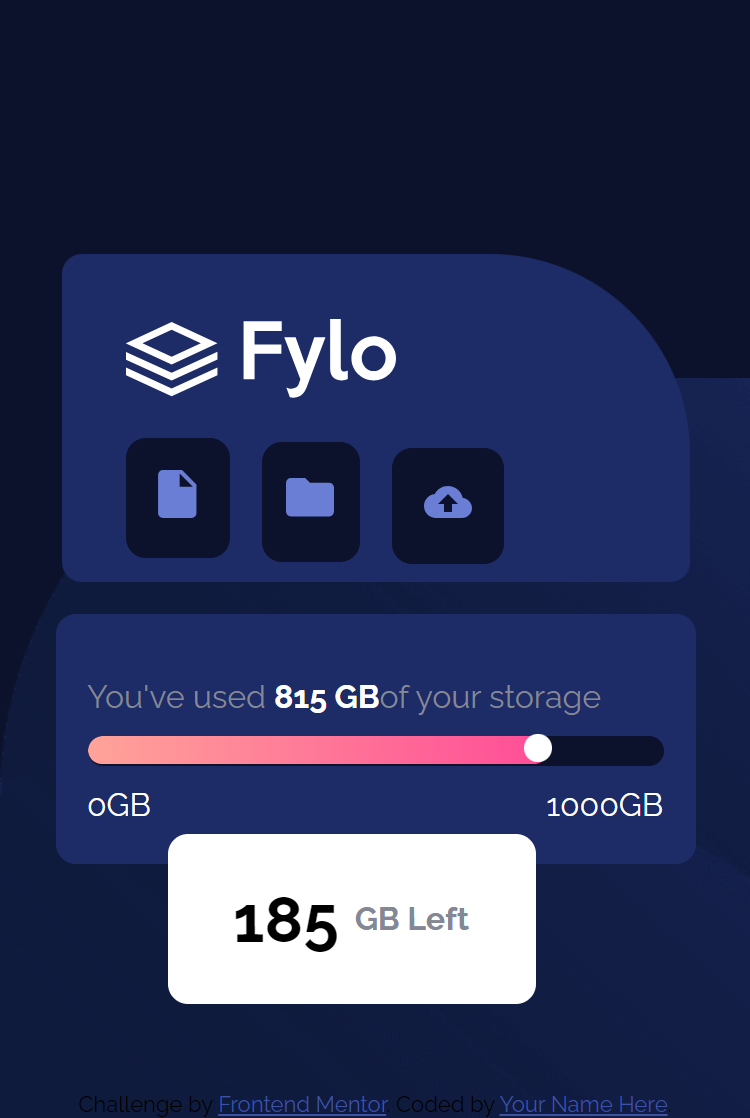 Fylo
You've used 815 GBof your storage
0GB
1000GB
185 GB Left
Challenge by Frontend Mentor. Coded by Your Name Here